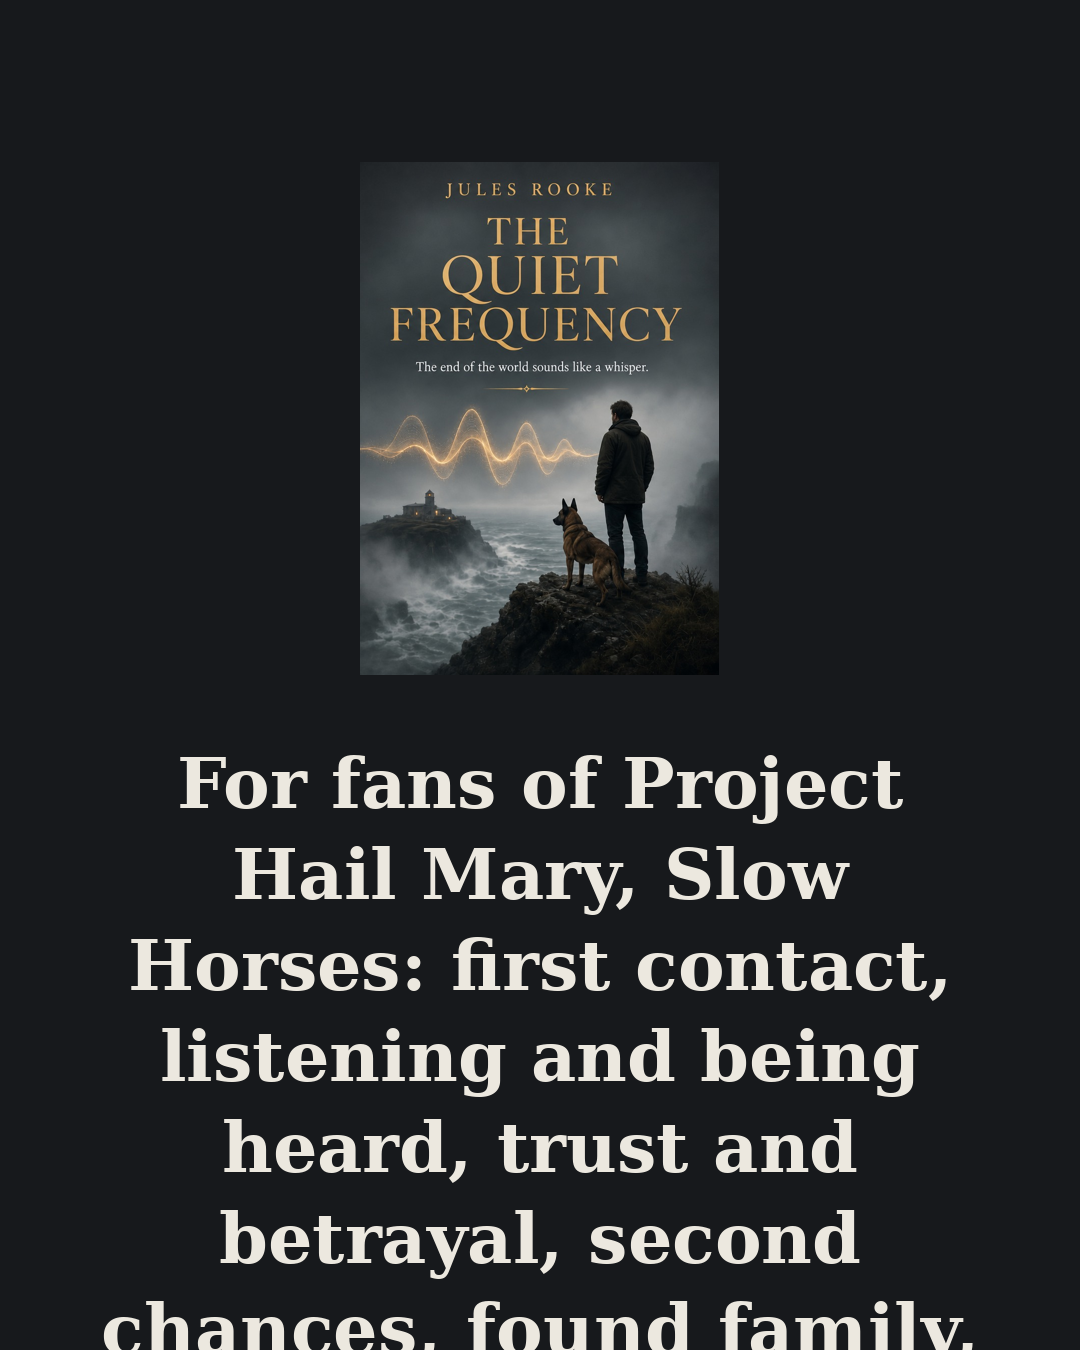 JULES ROOKE
THE
QUIET
FREQUENCY
The end of the world sounds like a whisper.
For fans of Project
Hail Mary, Slow
Horses: first contact,
listening and being
heard, trust and
betrayal, second
chances, found family,